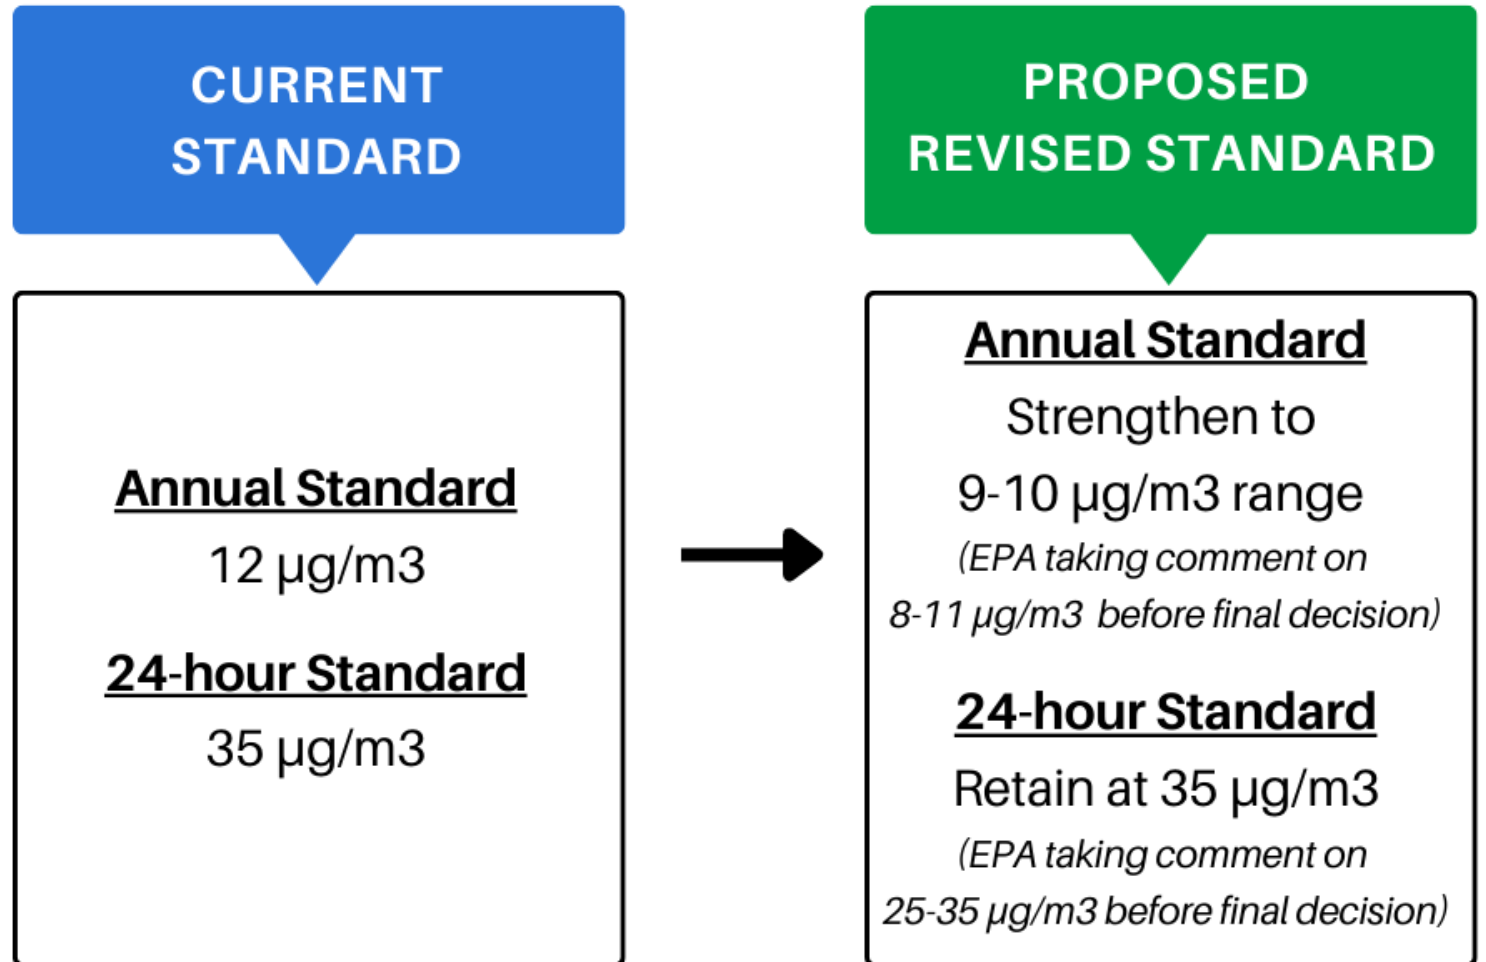 CURRENT
STANDARD
Annual Standard
12 µg/m3
24-hour Standard
35 µg/m3
PROPOSED
REVISED STANDARD
Annual Standard
Strengthen to
9-10 µg/m3 range
(EPA taking comment on
8-11 µg/m3 before final decision)
24-hour Standard
Retain at 35 µg/m3
(EPA taking comment on
25-35 µg/m3 before final decision)